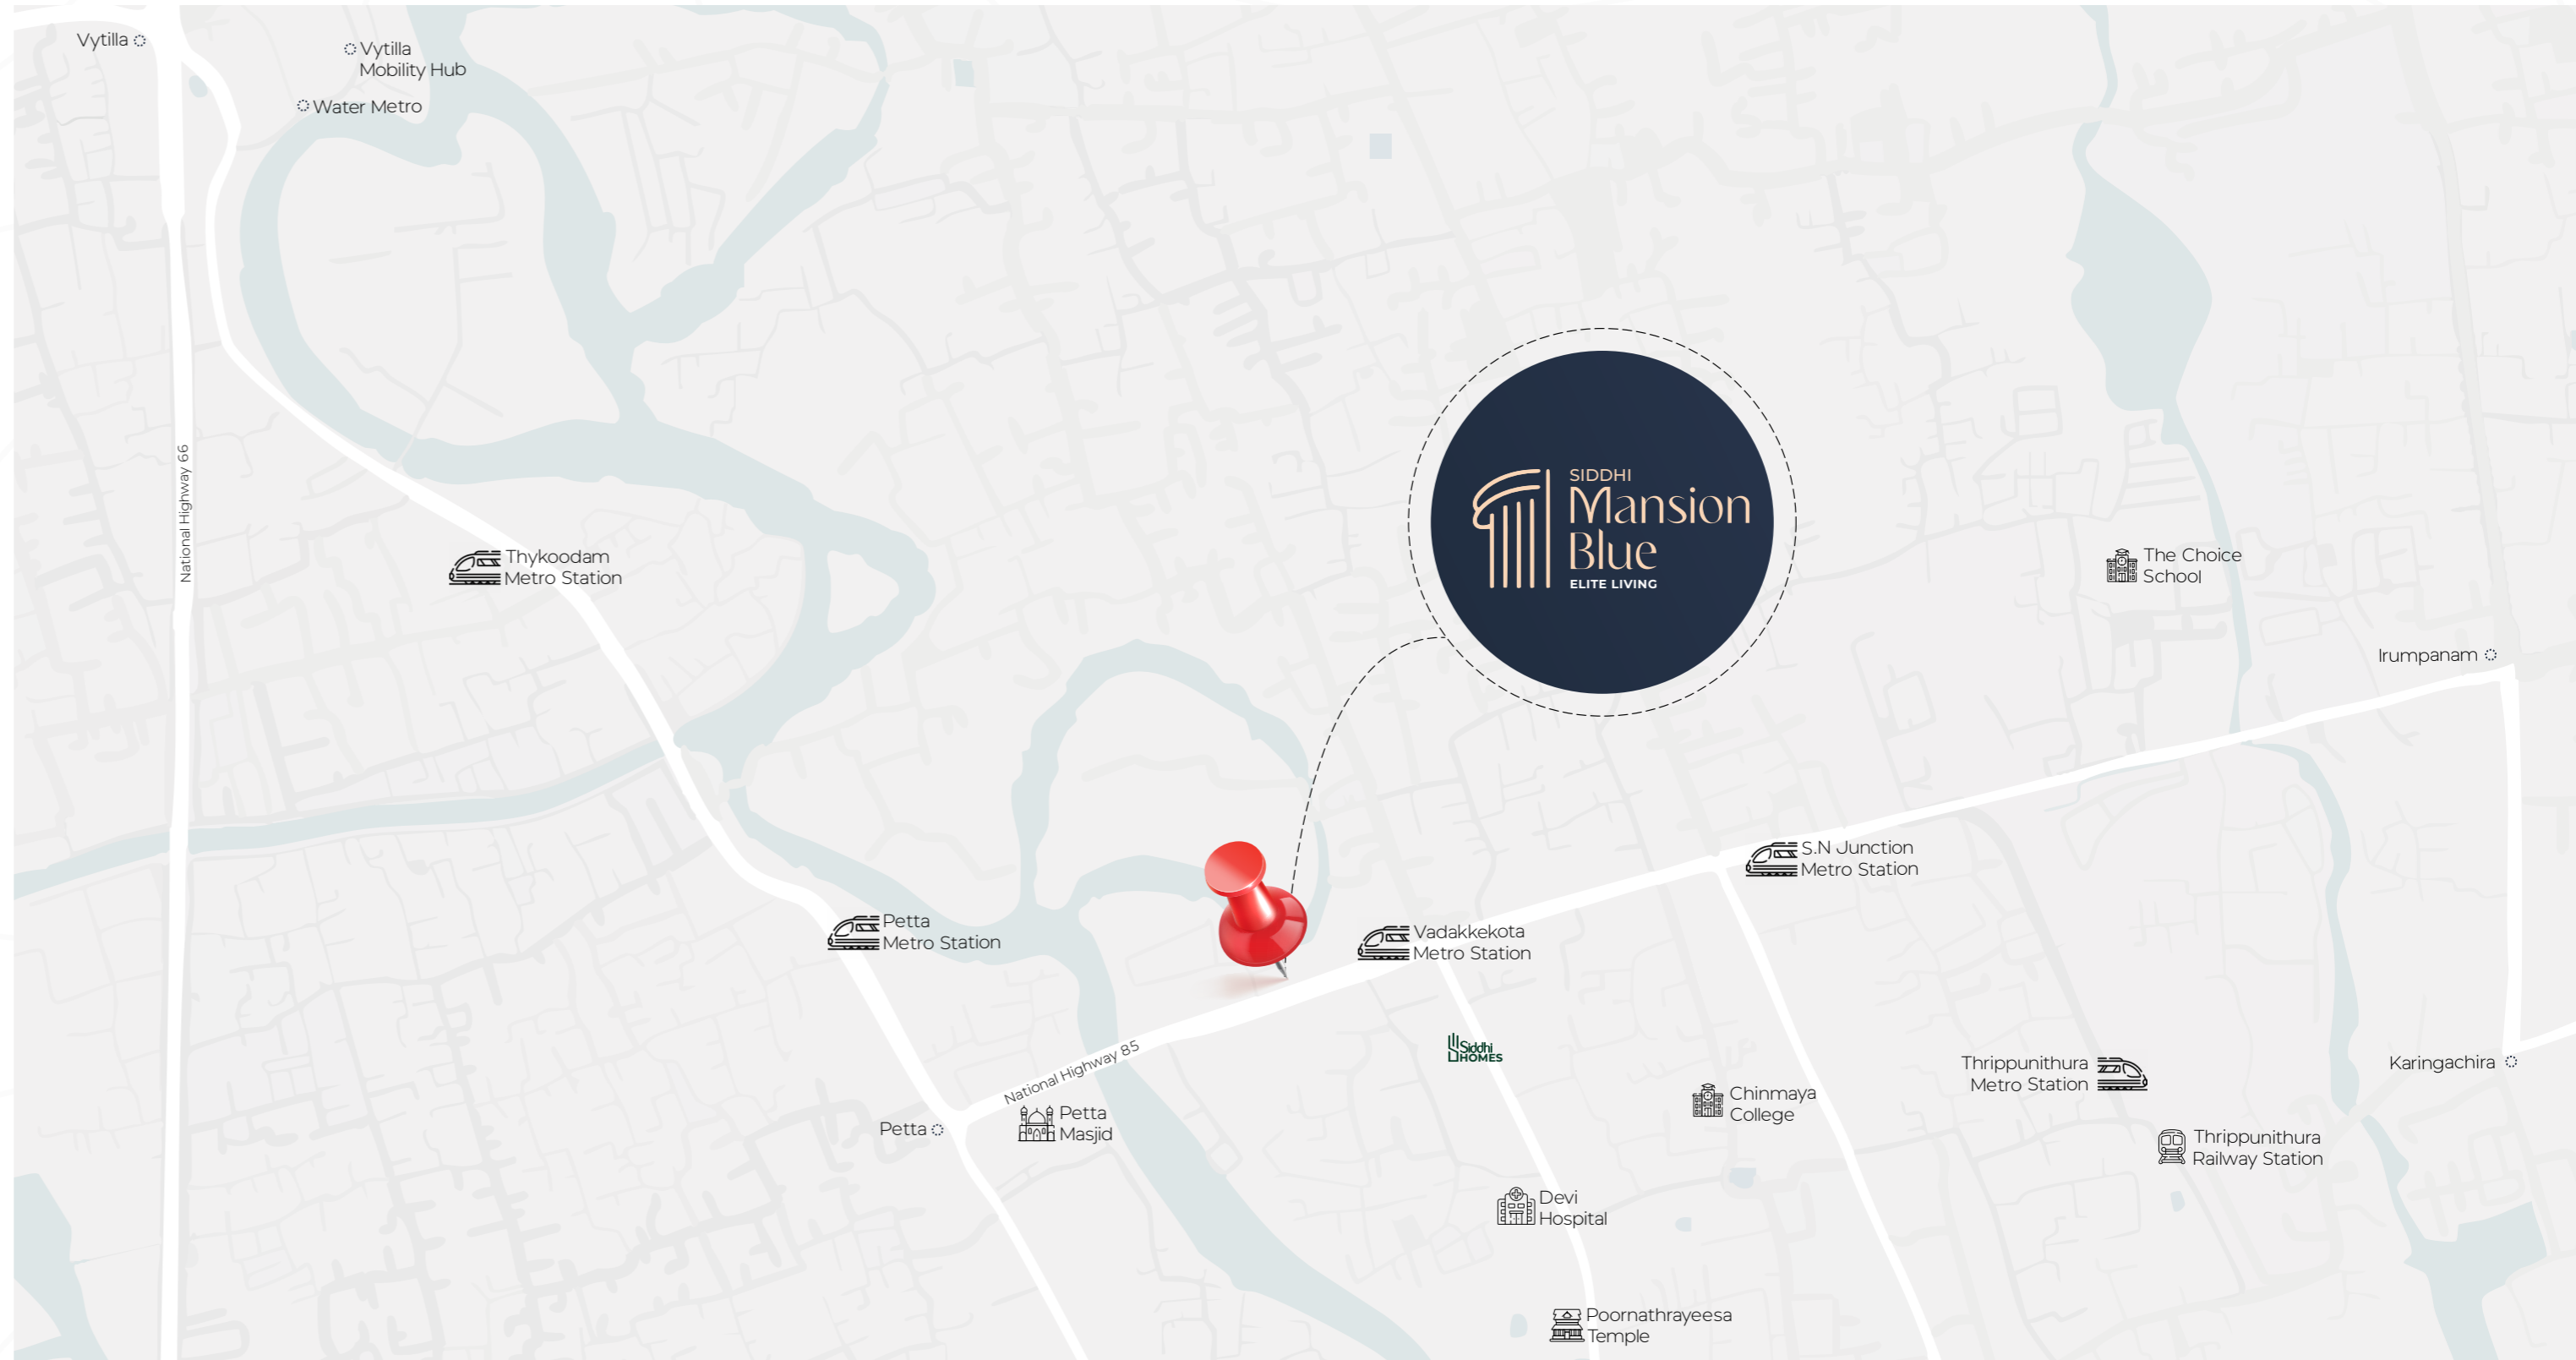 Vytilla
Vytilla
Mobility Hub
Water Metro
National Highway 66
SIDDHI
Mansion
Blue
ELITE LIVING
Thykoodam
Metro Station
The Choice
School
Irumpanam
S.N Junction
Metro Station
Petta
Metro Station
Vadakkekota
Metro Station
National Highway 85
Siddhi
HOMES
Thrippunithura
Metro Station
Karingachira
Chinmaya
College
Petta
Petta
Masjid
Thrippunithura
Railway Station
Devi
Hospital
Poornathrayeesa
Temple